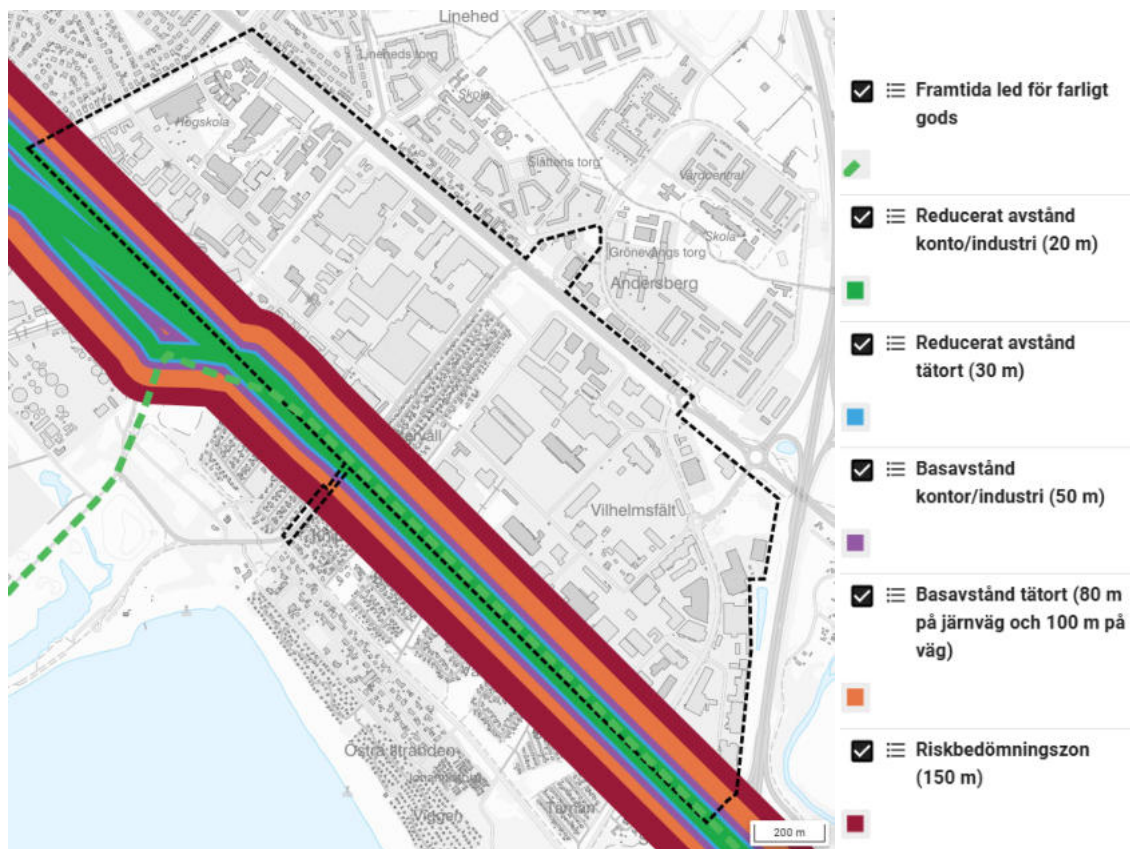 Linehed
Lineheds torg
Skola
Högskola
Slättens torg
Vårdcentral
Skola
Grönevångs torg
Andersberg
Vilhelmsfält
Östra stranden
Vidgen
Tärnan
200 m
Framtida led för farligt
gods
Reducerat avstånd
konto/industri (20 m)
Reducerat avstånd
tätort (30 m)
Basavstånd
kontor/industri (50 m)
Basavstånd tätort (80 m
på järnväg och 100 m på
väg)
Riskbedömningszon
(150 m)